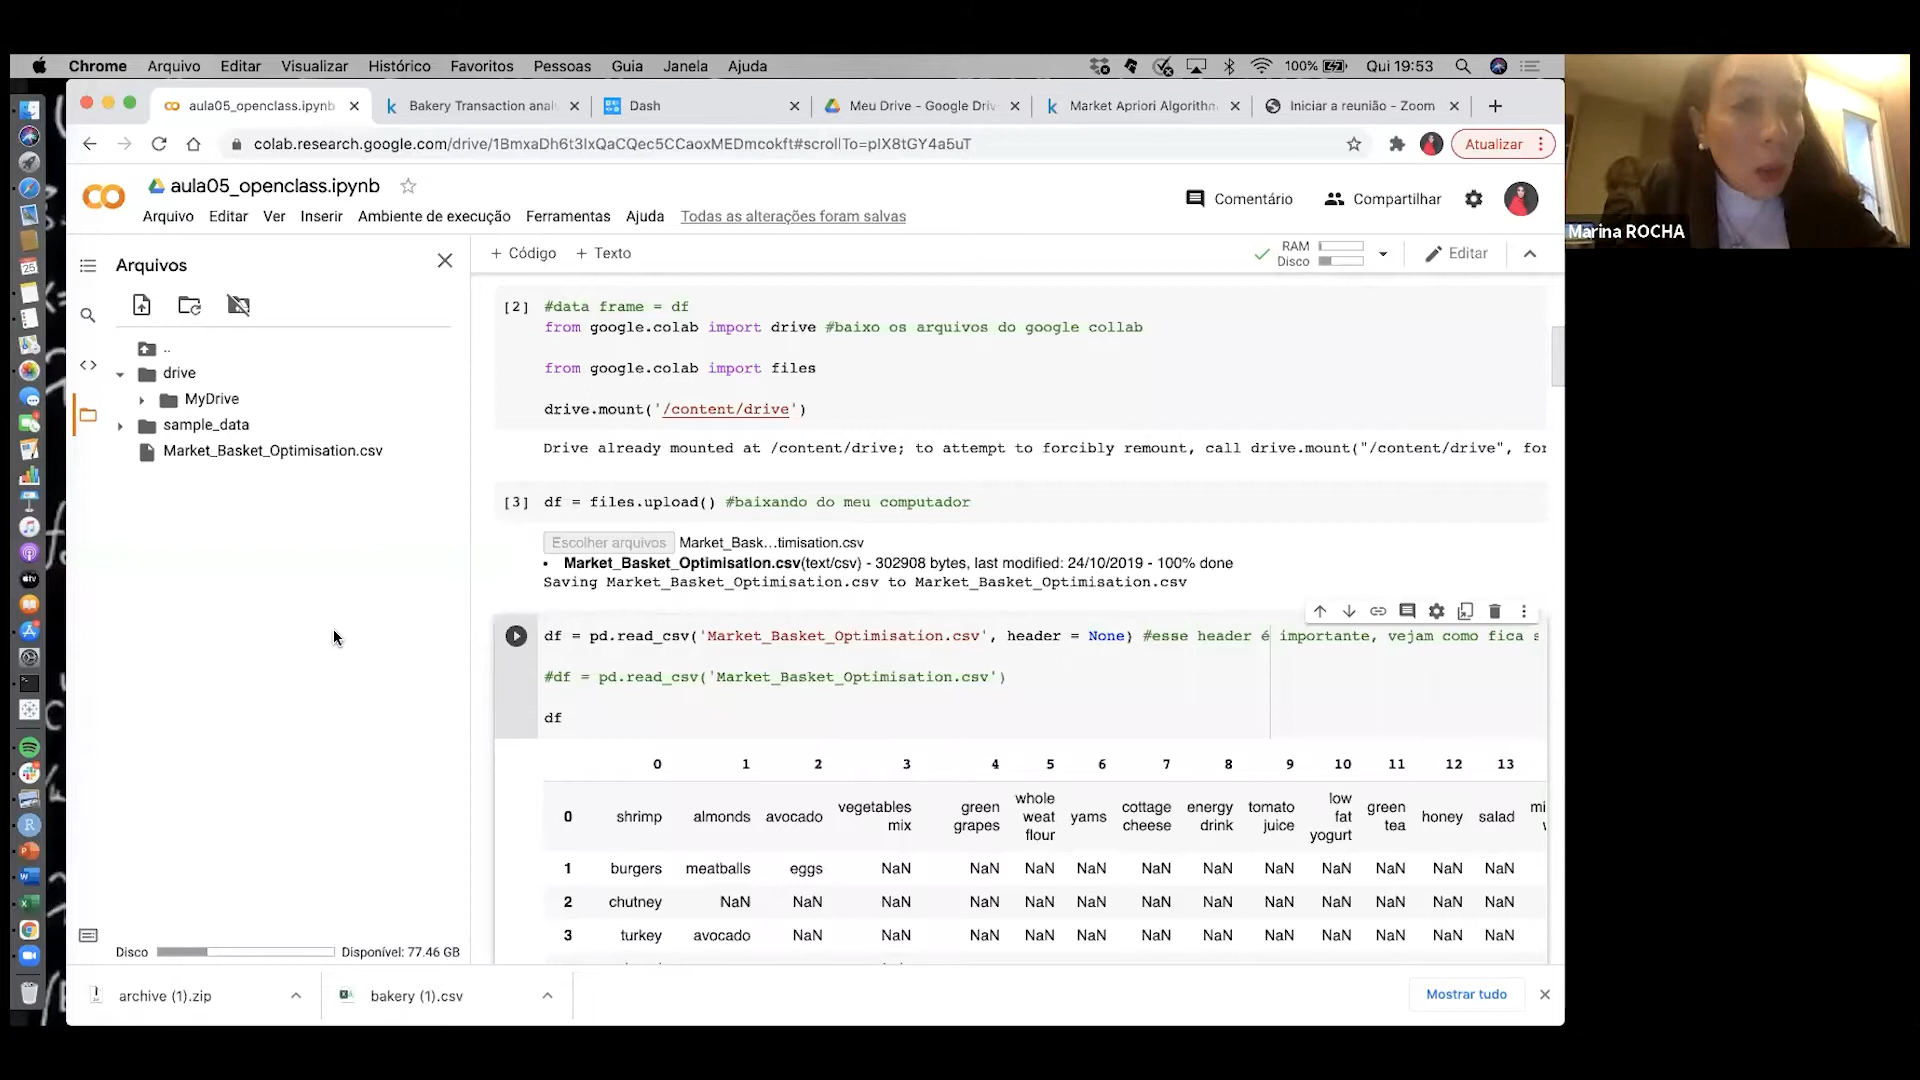 Chrome Arquivo Editar Visualizar Histórico Favoritos Pessoas Guia Janela Ajuda 100% Qui 19:53
aula05_openclass.ipynb Bakery Transaction anal Dash Meu Drive - Google Driv Market Apriori Algorithm Iniciar a reunião - Zoom
colab.research.google.com/drive/1BmxaDh6t3IxQaCQec5CCaoxMEDmcokft#scrollTo=pIX8tGY4a5uT Atualizar
aula05_openclass.ipynb
Comentário Compartilhar
Arquivo Editar Ver Inserir Ambiente de execução Ferramentas Ajuda Todas as alterações foram salvas
Marina ROCHA
Arquivos
+ Código + Texto
RAM
Disco
Editar
..
drive
MyDrive
sample_data
Market_Basket_Optimisation.csv
Disco Disponível: 77.46 GB
[2] #data frame = df
from google.colab import drive #baixo os arquivos do google collab
from google.colab import files
drive.mount('/content/drive')
Drive already mounted at /content/drive; to attempt to forcibly remount, call drive.mount("/content/drive", for
[3] df = files.upload() #baixando do meu computador
Escolher arquivos Market_Bask...timisation.csv
• Market_Basket_Optimisation.csv(text/csv) - 302908 bytes, last modified: 24/10/2019 - 100% done
Saving Market_Basket_Optimisation.csv to Market_Basket_Optimisation.csv
df = pd.read_csv('Market_Basket_Optimisation.csv', header = None) #esse header é importante, vejam como fica s
#df = pd.read_csv('Market_Basket_Optimisation.csv')
df
0 1 2 3 4 5 6 7 8 9 10 11 12 13
0 shrimp almonds avocado vegetables mix green grapes whole weat flour yams cottage cheese energy drink tomato juice low fat yogurt green tea honey salad mi
1 burgers meatballs eggs NaN NaN NaN NaN NaN NaN NaN NaN NaN NaN NaN
2 chutney NaN NaN NaN NaN NaN NaN NaN NaN NaN NaN NaN NaN NaN
3 turkey avocado NaN NaN NaN NaN NaN NaN NaN NaN NaN NaN NaN NaN
archive (1).zip bakery (1).csv Mostrar tudo